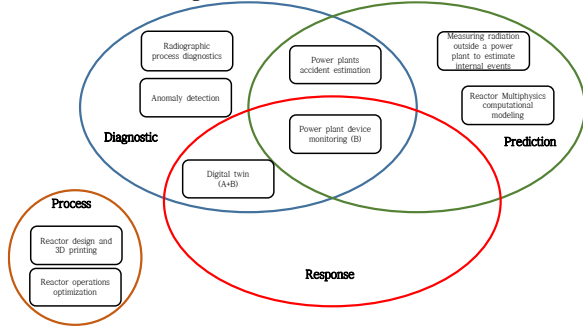 Radiographic
process diagnostics
Power plants
accident estimation
Measuring radiation
outside a power
plant to estimate
internal events
Anomaly detection
Reactor Multiphysics
computational
modeling
Diagnostic
Power plant device
monitoring (B)
Prediction
Digital twin
(A+B)
Process
Reactor design and
3D printing
Reactor operations
optimization
Response